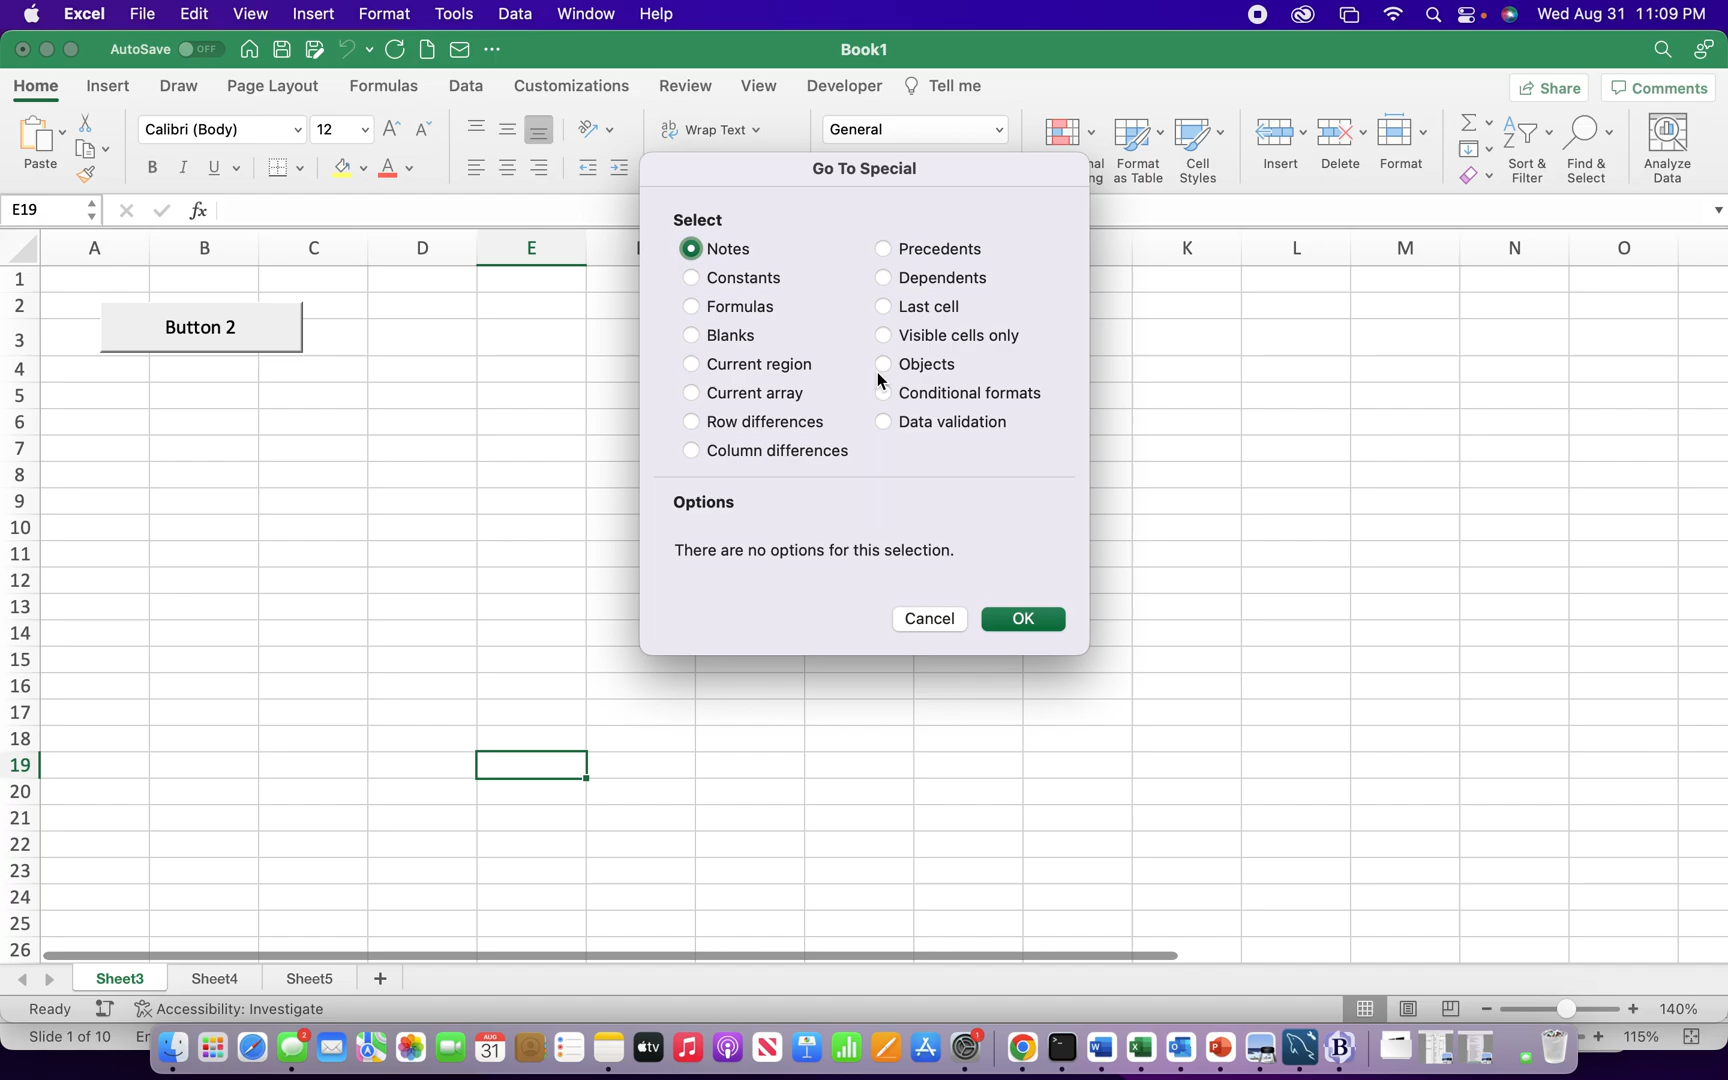 Excel File Edit View Insert Format Tools Data Window Help Wed Aug 31 11:09 PM
AutoSave OFF Book1
Home Insert Draw Page Layout Formulas Data Customizations Review View Developer Tell me Share Comments
Paste Calibri (Body) 12 A A ab Wrap Text General Format as Table Cell Styles Insert Delete Format Sort & Filter Find & Select Analyze Data
B I U A
E19 fx
A B C D E K L M N O
Go To Special
Select
Notes Precedents
Constants Dependents
Formulas Last cell
Blanks Visible cells only
Current region Objects
Current array Conditional formats
Row differences Data validation
Column differences
Options
There are no options for this selection.
Cancel OK
Button 2
1
2
3
4
5
6
7
8
9
10
11
12
13
14
15
16
17
18
19
20
21
22
23
24
25
26
Sheet3 Sheet4 Sheet5 +
Ready Accessibility: Investigate 140%
Slide 1 of 10 115%
2 AUG 31 tv 1